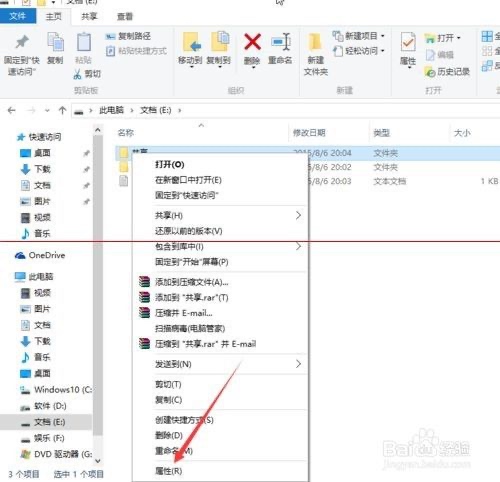 文档 (E:)
文件 主页 共享 查看
固定到"快速访问" 复制 粘贴 复制路径 粘贴快捷方式 剪切
移动到 复制到 删除 重命名
新建文件夹 新建项目 轻松访问
属性 打开 编辑 历史记录
剪贴板 组织 新建 打开
此电脑 文档 (E:)
名称 修改日期 类型 大小
共享 2015/8/6 20:04 文件夹
5/8/6 20:02 文件夹
5/8/6 20:03 文本文档 1 KB
快速访问
桌面
下载
文档
图片
视频
音乐
OneDrive
此电脑
视频
图片
文档
下载
音乐
桌面
Windows10 (C:
软件 (D:)
文档 (E:)
娱乐 (F:)
DVD 驱动器 (G:
打开(O)
在新窗口中打开(E)
固定到"快速访问"
共享(H)
还原以前的版本(V)
包含到库中(I)
固定到"开始"屏幕(P)
添加到压缩文件(A)...
添加到 "共享.rar"(T)
压缩并 E-mail...
扫描病毒(电脑管家)
压缩到 "共享.rar" 并 E-mail
发送到(N)
剪切(T)
复制(C)
创建快捷方式(S)
删除(D)
重命名(M)
属性(R)
3 个项目 选中 1 个项目
Baidu 经验
jingyan.baidu.com